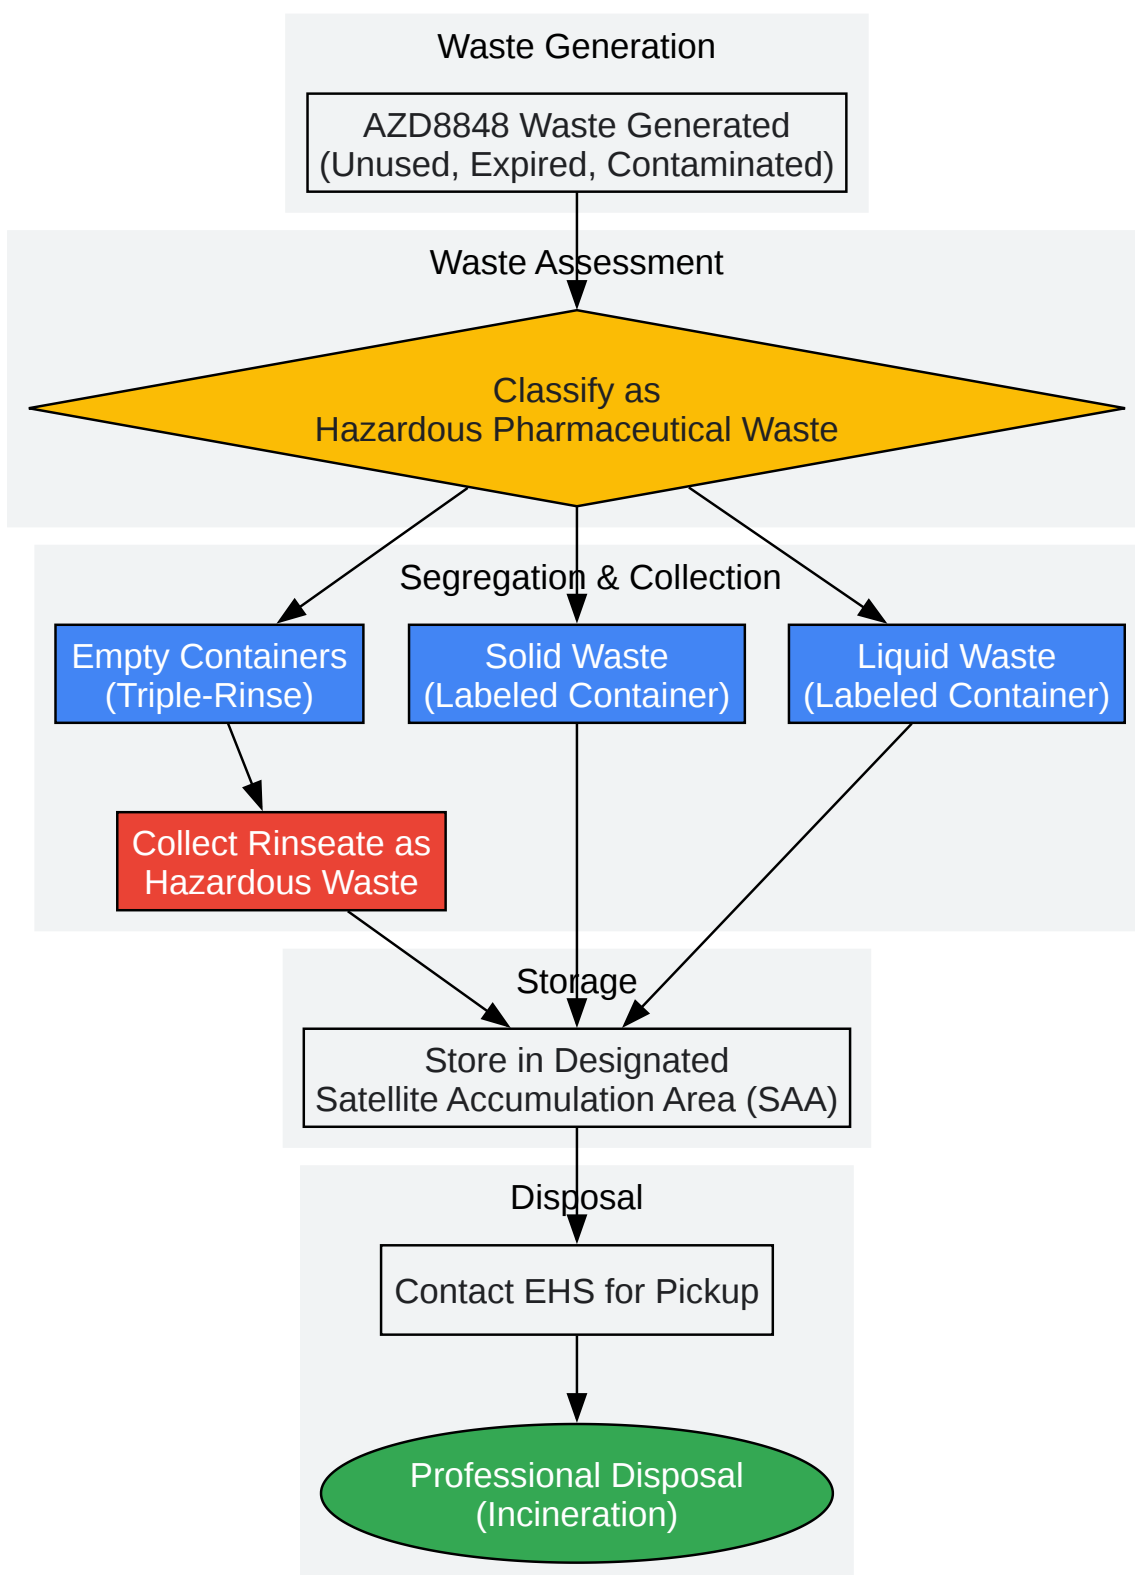 Waste Generation
AZD8848 Waste Generated
(Unused, Expired, Contaminated)
Waste Assessment
Classify as
Hazardous Pharmaceutical Waste
Segregation & Collection
Empty Containers
(Triple-Rinse)
Solid Waste
(Labeled Container)
Liquid Waste
(Labeled Container)
Collect Rinseate as
Hazardous Waste
Storage
Store in Designated
Satellite Accumulation Area (SAA)
Disposal
Contact EHS for Pickup
Professional Disposal
(Incineration)